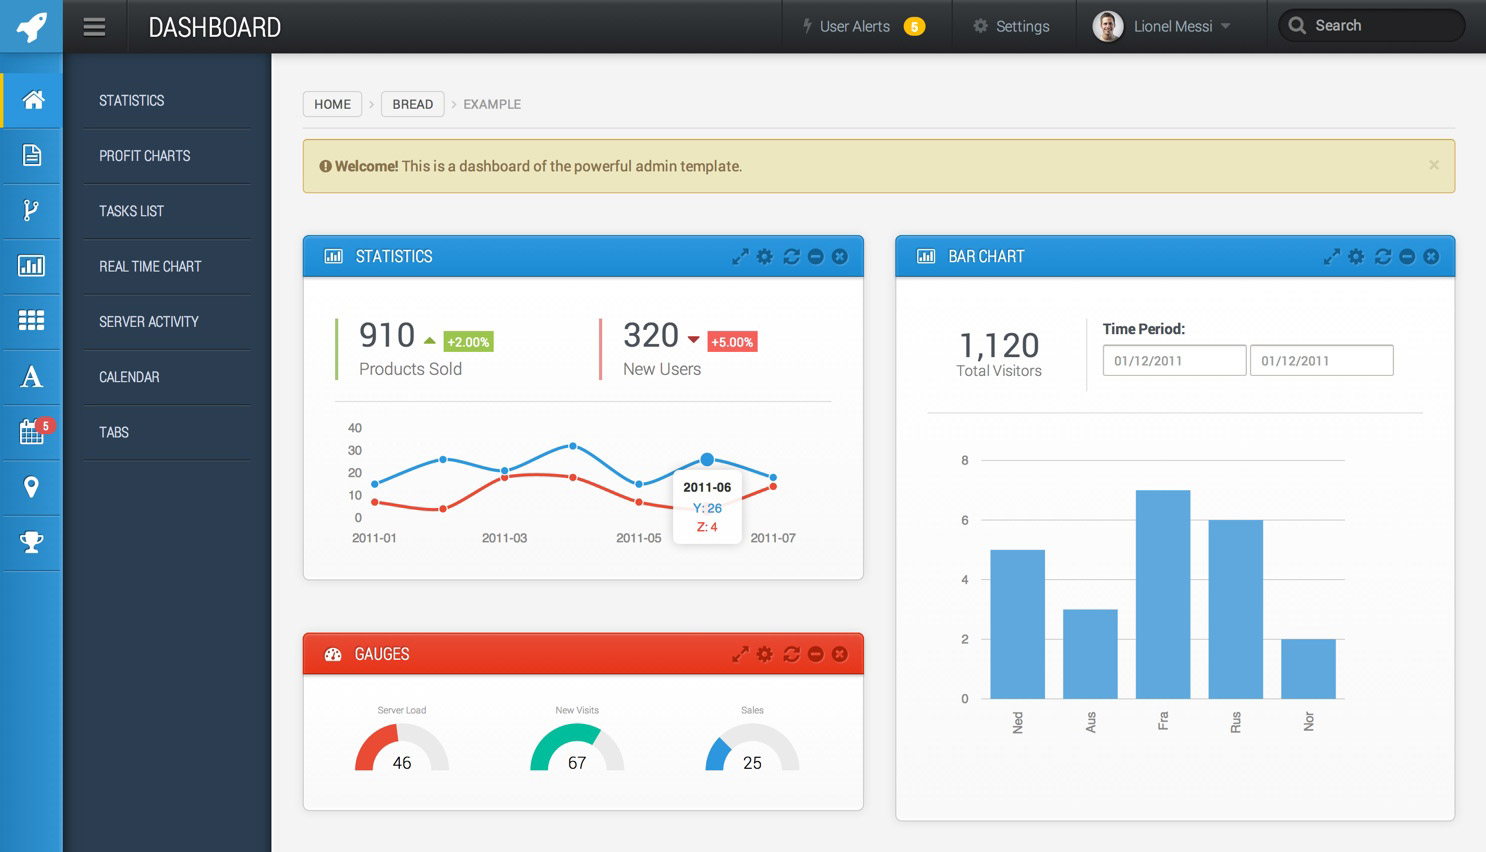 DASHBOARD
User Alerts 5
Settings
Lionel Messi
Search
STATISTICS
PROFIT CHARTS
TASKS LIST
REAL TIME CHART
SERVER ACTIVITY
CALENDAR
TABS
A
5
HOME
BREAD
EXAMPLE
Welcome! This is a dashboard of the powerful admin template.
STATISTICS
910 +2.00%
Products Sold
320 +5.00%
New Users
40
30
20
10
0
2011-01 2011-03 2011-05 2011-07
2011-06
Y: 26
Z: 4
GAUGES
Server Load
46
New Visits
67
Sales
25
BAR CHART
1,120
Total Visitors
Time Period:
01/12/2011 01/12/2011
8
6
4
2
0
Ned Aus Fra Rus Nor